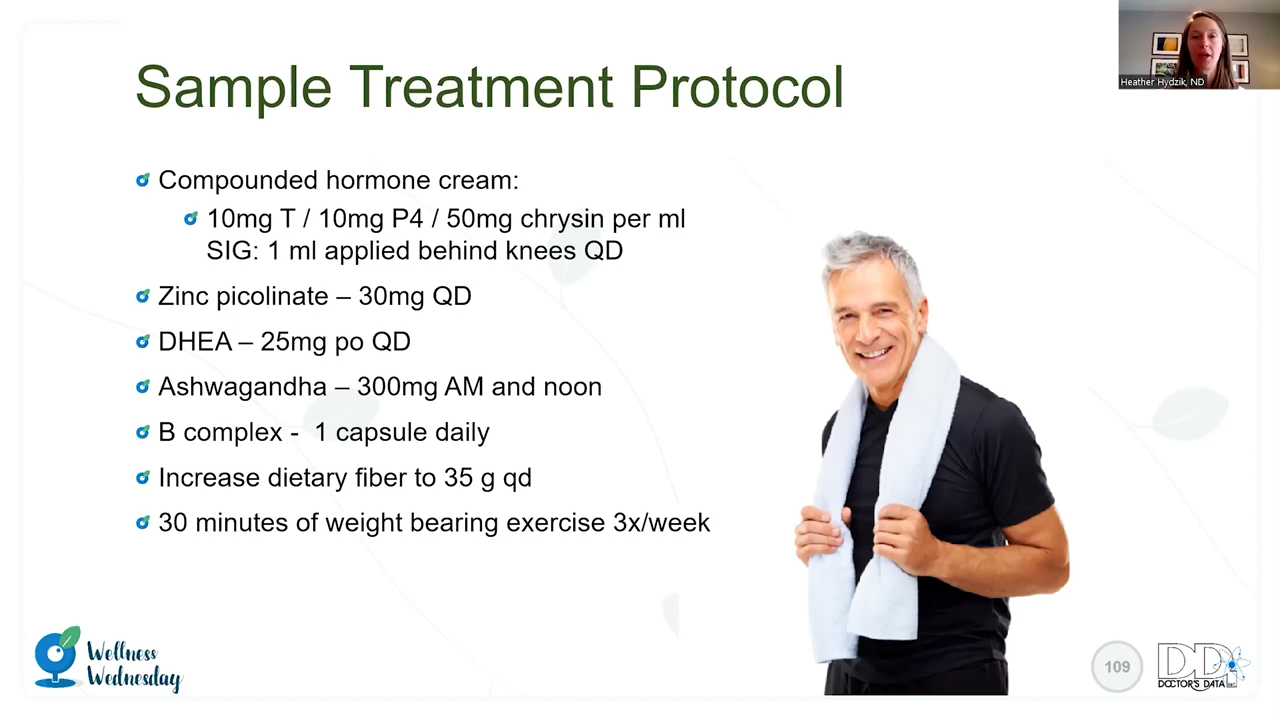 Heather Hydzik, ND
Sample Treatment Protocol
Compounded hormone cream:
10mg T / 10mg P4 / 50mg chrysin per ml
SIG: 1 ml applied behind knees QD
Zinc picolinate – 30mg QD
DHEA – 25mg po QD
Ashwagandha – 300mg AM and noon
B complex - 1 capsule daily
Increase dietary fiber to 35 g qd
30 minutes of weight bearing exercise 3x/week
Wellness
Wednesday
109
DDI
DOCTOR'S DATA INC.